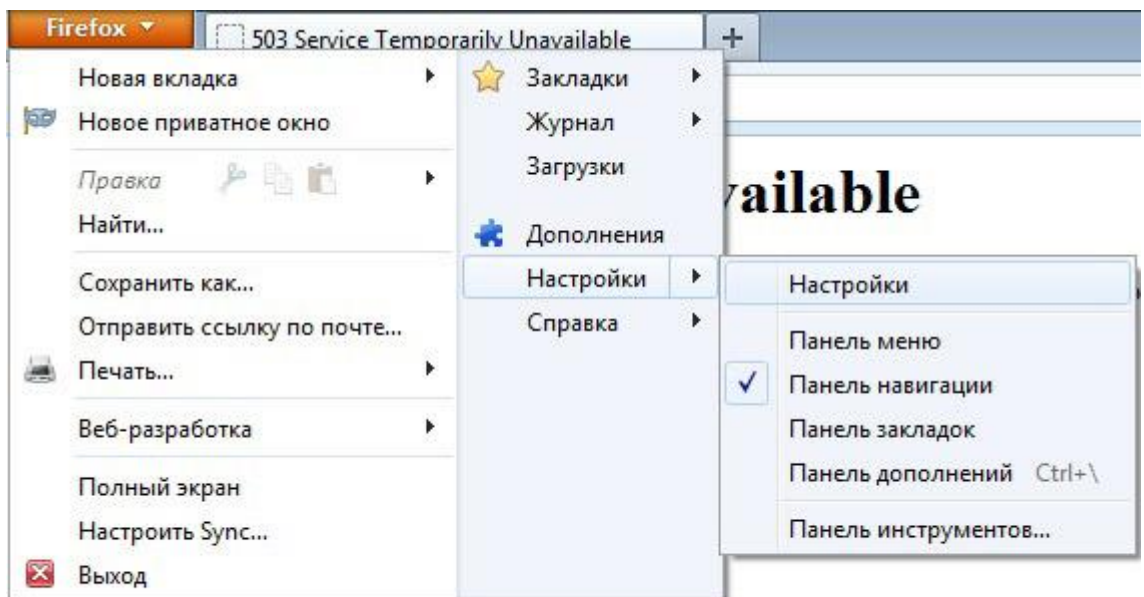 Firefox
503 Service Temporarily Unavailable
+
Новая вкладка
Новое приватное окно
Правка
Найти...
Сохранить как...
Отправить ссылку по почте...
Печать...
Веб-разработка
Полный экран
Настроить Sync...
Выход
Закладки
Журнал
Загрузки
Дополнения
Настройки
Справка
vailable
Настройки
Панель меню
Панель навигации
Панель закладок
Панель дополнений Ctrl+\
Панель инструментов...